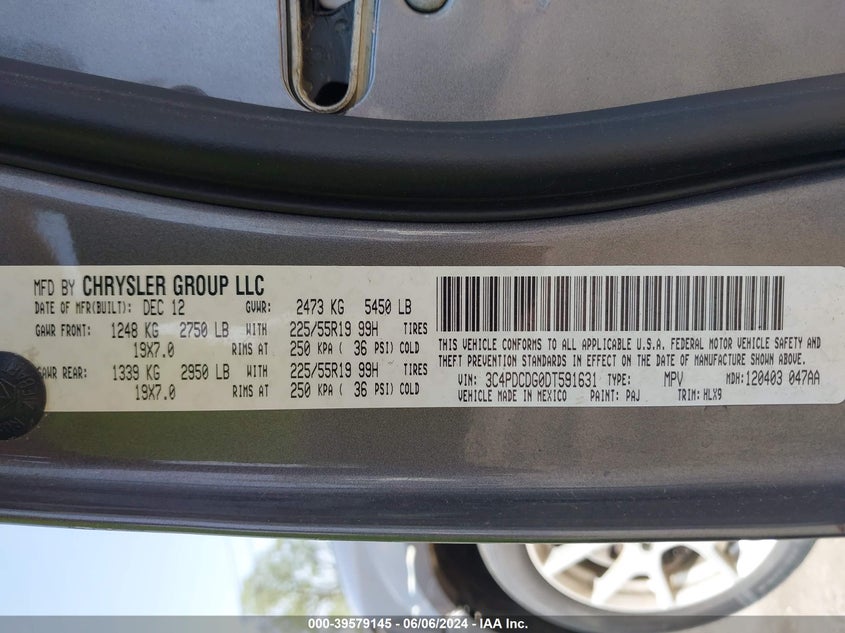 MFD BY CHRYSLER GROUP LLC
DATE OF MFR(BUILT): DEC 12 GVWR: 2473 KG 5450 LB
GAWR FRONT: 1248 KG 2750 LB WITH 225/55R19 99H TIRES
19X7.0 RIMS AT 250 KPA ( 36 PSI) COLD
GAWR REAR: 1339 KG 2950 LB WITH 225/55R19 99H TIRES
19X7.0 RIMS AT 250 KPA ( 36 PSI) COLD
THIS VEHICLE CONFORMS TO ALL APPLICABLE U.S.A. FEDERAL MOTOR VEHICLE SAFETY AND
THEFT PREVENTION STANDARDS IN EFFECT ON THE DATE OF MANUFACTURE SHOWN ABOVE.
VIN: 3C4PDCDG0DT591631 TYPE: MPV MDH: 120403 047AA
VEHICLE MADE IN MEXICO PAINT: PAJ TRIM: HLX9
000-39579145 - 06/06/2024 - IAA Inc.